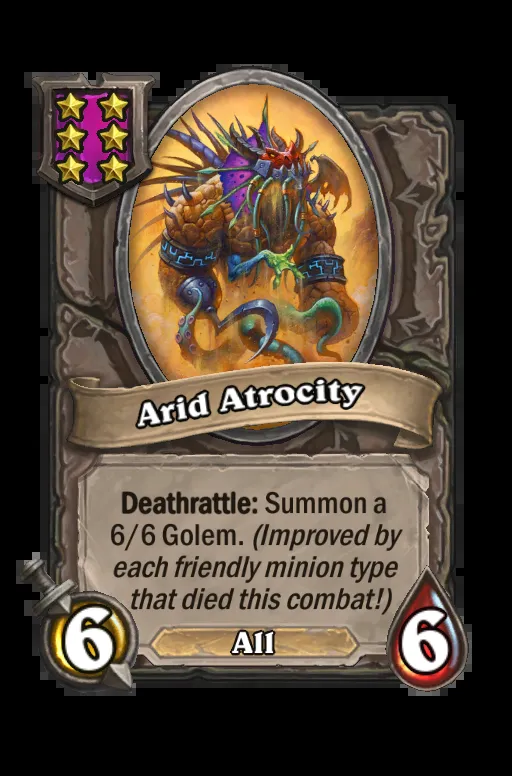 Arid Atrocity
Deathrattle: Summon a
6/6 Golem. (Improved by
each friendly minion type
that died this combat!)
6
All
6